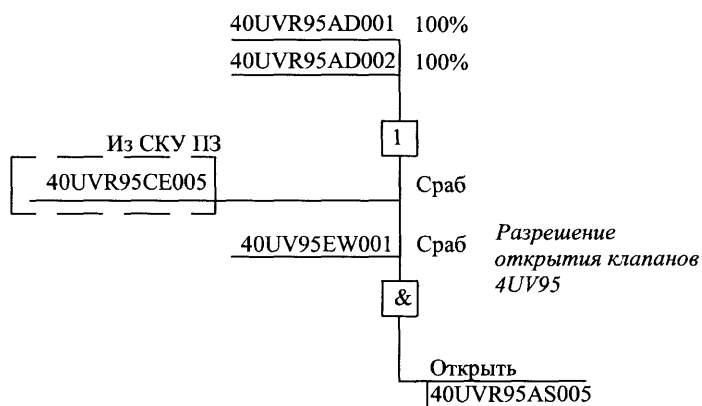 40UVR95AD001 100%
40UVR95AD002 100%
1
Из СКУ ПЗ
40UVR95CE005 Сраб
40UV95EW001 Сраб
Разрешение
открытия клапанов
4UV95
&
Открыть
40UVR95AS005